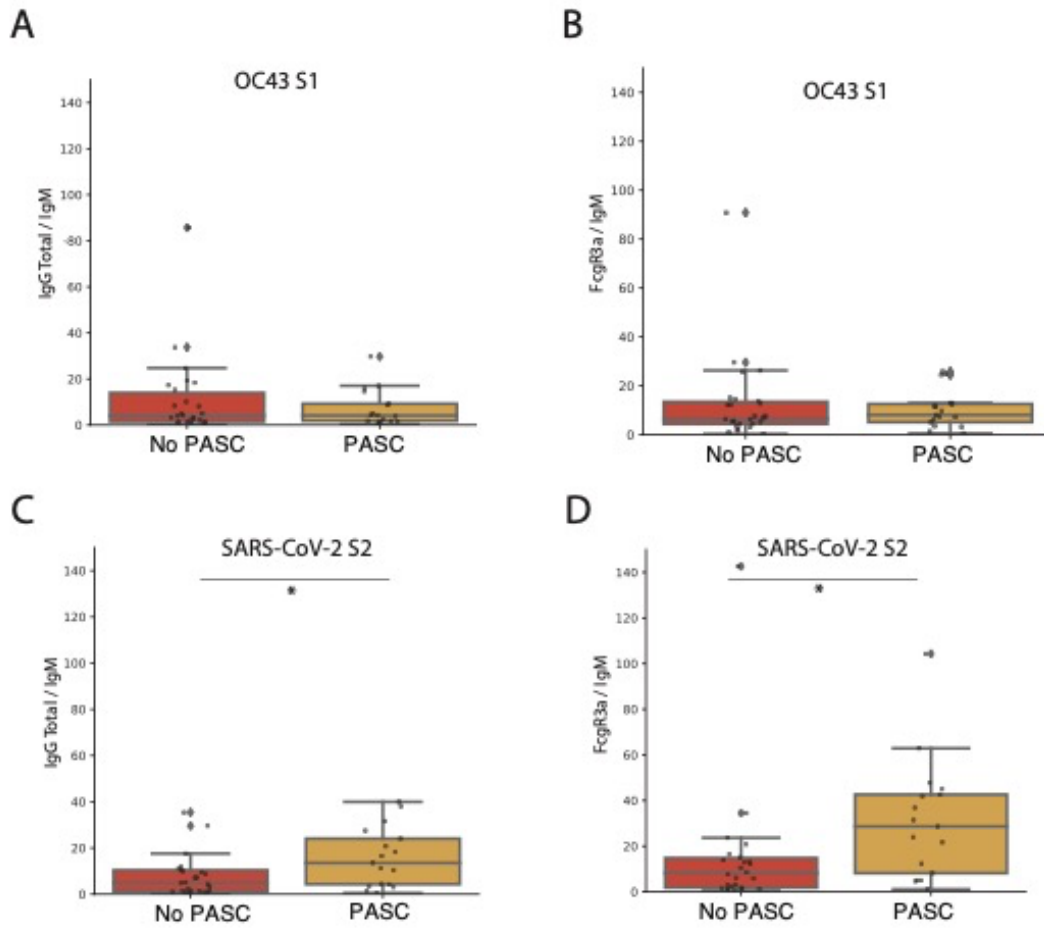 A
OC43 S1
140
120
100
-80
60
40
20
0
IgG Total / IgM
No PASC
PASC
B
OC43 S1
140
120
100
80
60
40
20
0
FcgR3a / IgM
No PASC
PASC
C
SARS-CoV-2 S2
*
140
120
100
80
60
40
20
0
IgG Total / IgM
No PASC
PASC
D
SARS-CoV-2 S2
*
140
120
100
80
60
40
20
0
FcgR3a / IgM
No PASC
PASC